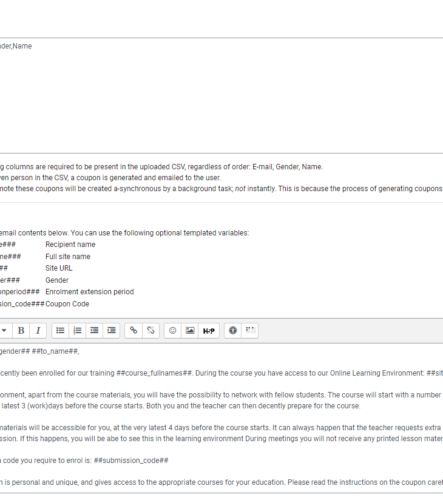 der,Name
g columns are required to be present in the uploaded CSV, regardless of order: E-mail, Gender, Name.
en person in the CSV, a coupon is generated and emailed to the user.
note these coupons will be created a-synchronous by a background task; not instantly. This is because the process of generating coupons
email contents below. You can use the following optional templated variables:
e### Recipient name
ne### Full site name
## Site URL
er### Gender
onperiod### Enrolment extension period
sion_code### Coupon Code
B I
H-P
gender## ##to_name##,
cently been enrolled for our training ##course_fullnames##. During the course you have access to our Online Learning Environment: ##sit
onment, apart from the course materials, you will have the possibility to network with fellow students. The course will start with a number
latest 3 (work)days before the course starts. Both you and the teacher can then decently prepare for the course.
materials will be accessible for you, at the very latest 4 days before the course starts. It can always happen that the teacher requests extra
ssion. If this happens, you will be abe to see this in the learning environment During meetings you will not receive any printed lesson mater
code you require to enrol is: ##submission_code##
n is personal and unique, and gives access to the appropriate courses for your education. Please read the instructions on the coupon caref